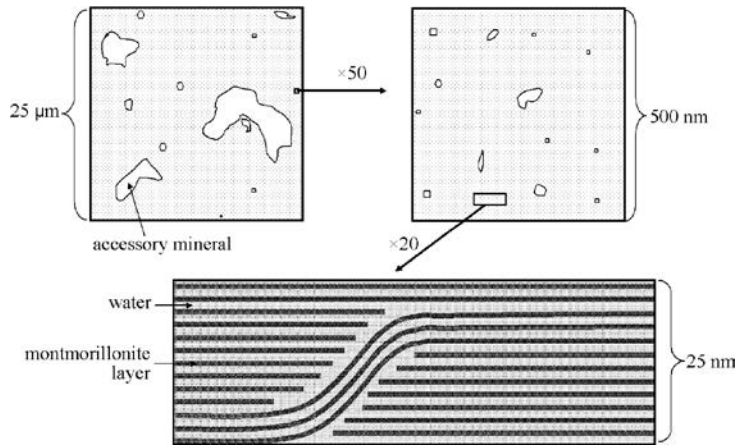 25 µm
×50
500 nm
accessory mineral
×20
water
montmorillonite
layer
25 nm